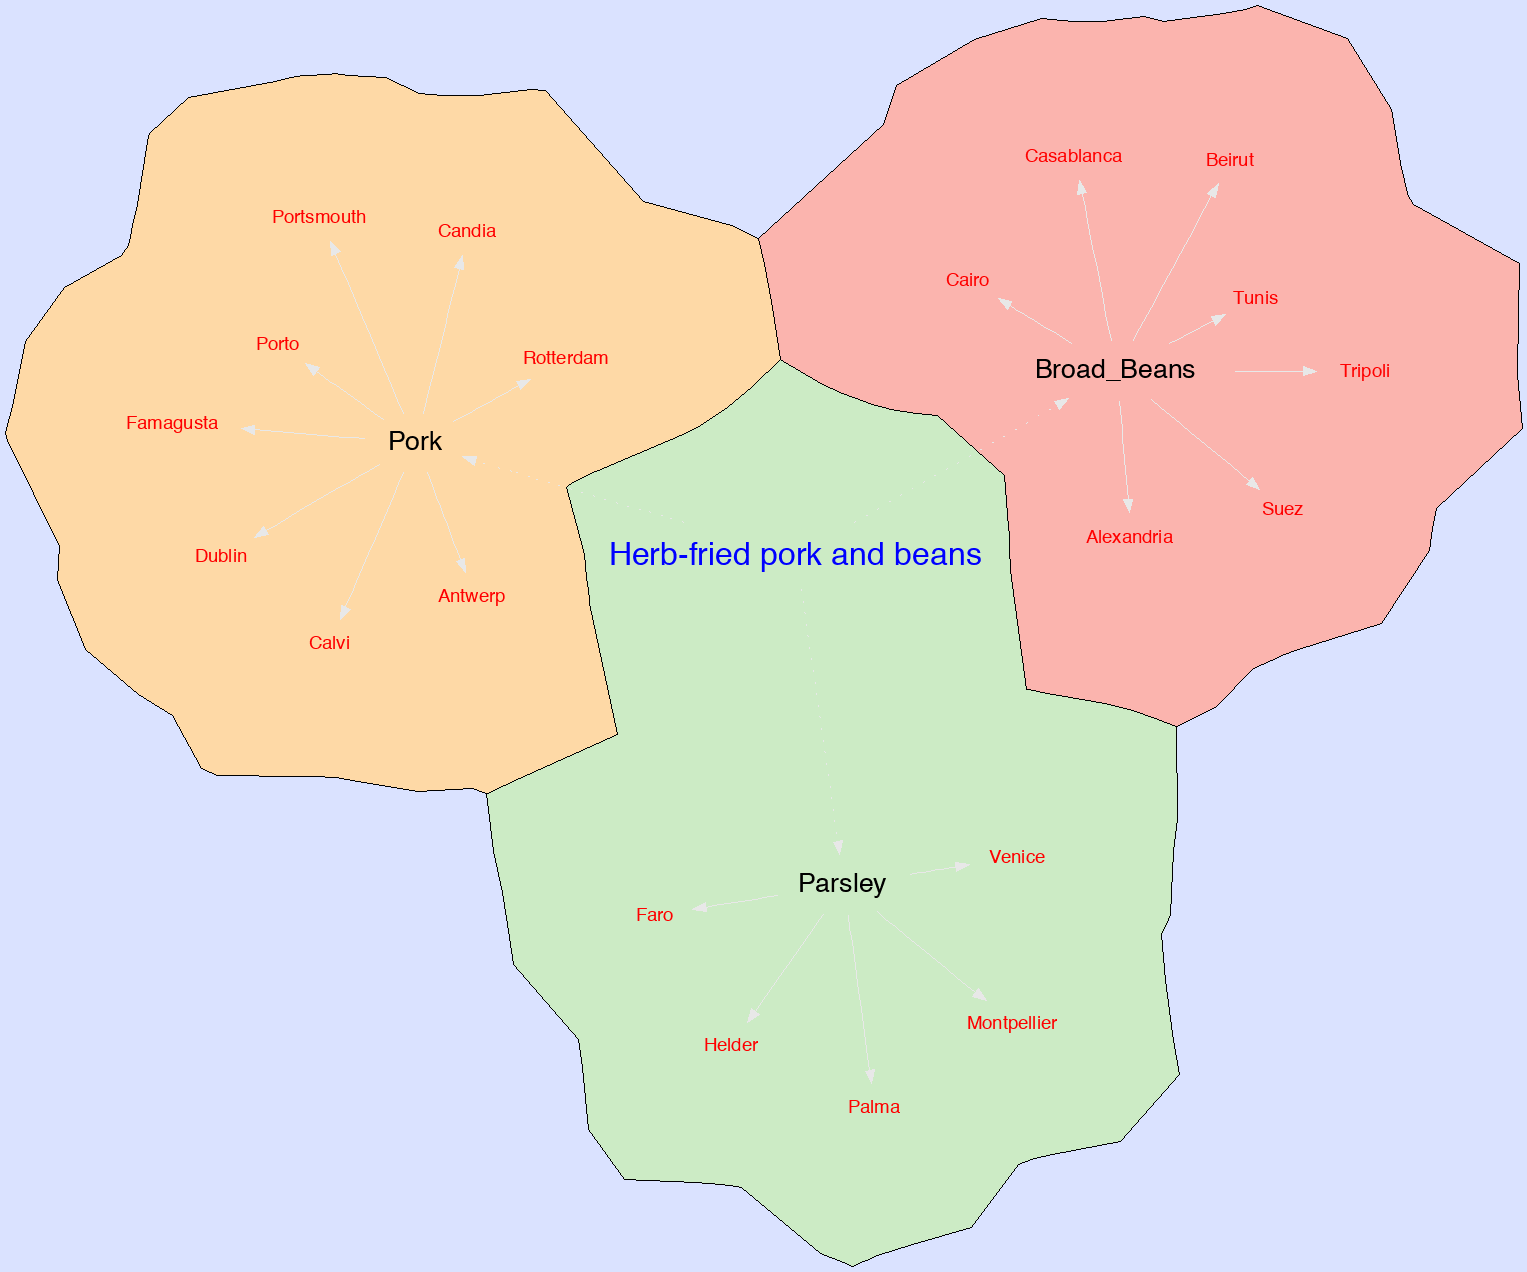 Casablanca
Beirut
Portsmouth
Candia
Cairo
Tunis
Porto
Rotterdam
Broad_Beans
Tripoli
Famagusta
Pork
Suez
Alexandria
Dublin
Herb-fried pork and beans
Antwerp
Calvi
Venice
Parsley
Faro
Montpellier
Helder
Palma